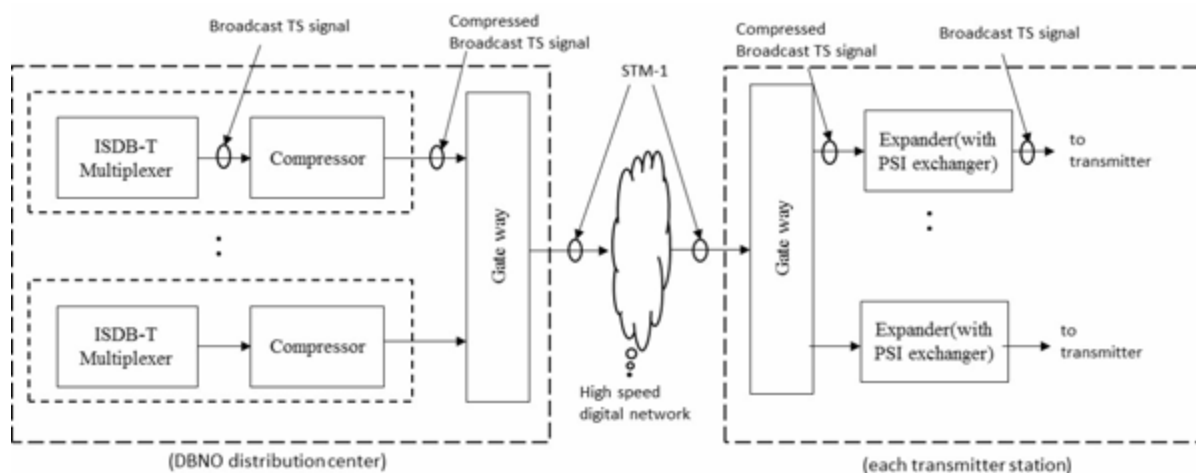 Broadcast TS signal
Compressed
Broadcast TS signal
STM-1
Compressed
Broadcast TS signal
Broadcast TS signal
ISDB-T
Multiplexer
Compressor
Gate way
ISDB-T
Multiplexer
Compressor
High speed
digital network
Gate way
Expander(with
PSI exchanger)
to
transmitter
Expander(with
PSI exchanger)
to
transmitter
(DBNO distribution center)
(each transmitter station)